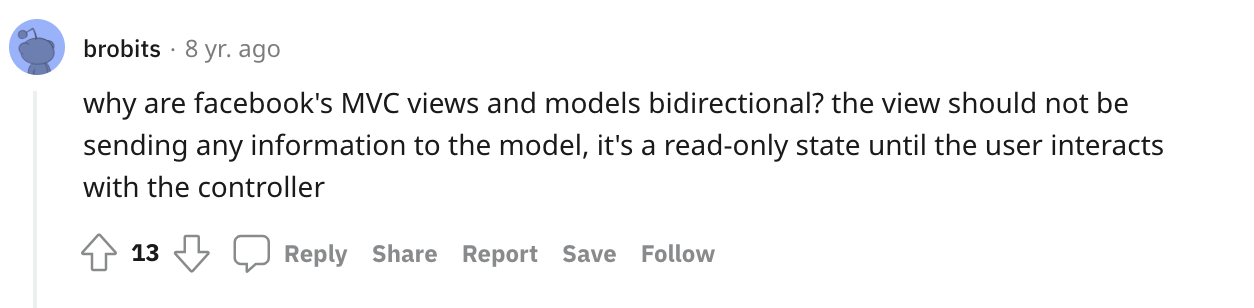 brobits · 8 yr. ago
why are facebook's MVC views and models bidirectional? the view should not be
sending any information to the model, it's a read-only state until the user interacts
with the controller
13 Reply Share Report Save Follow